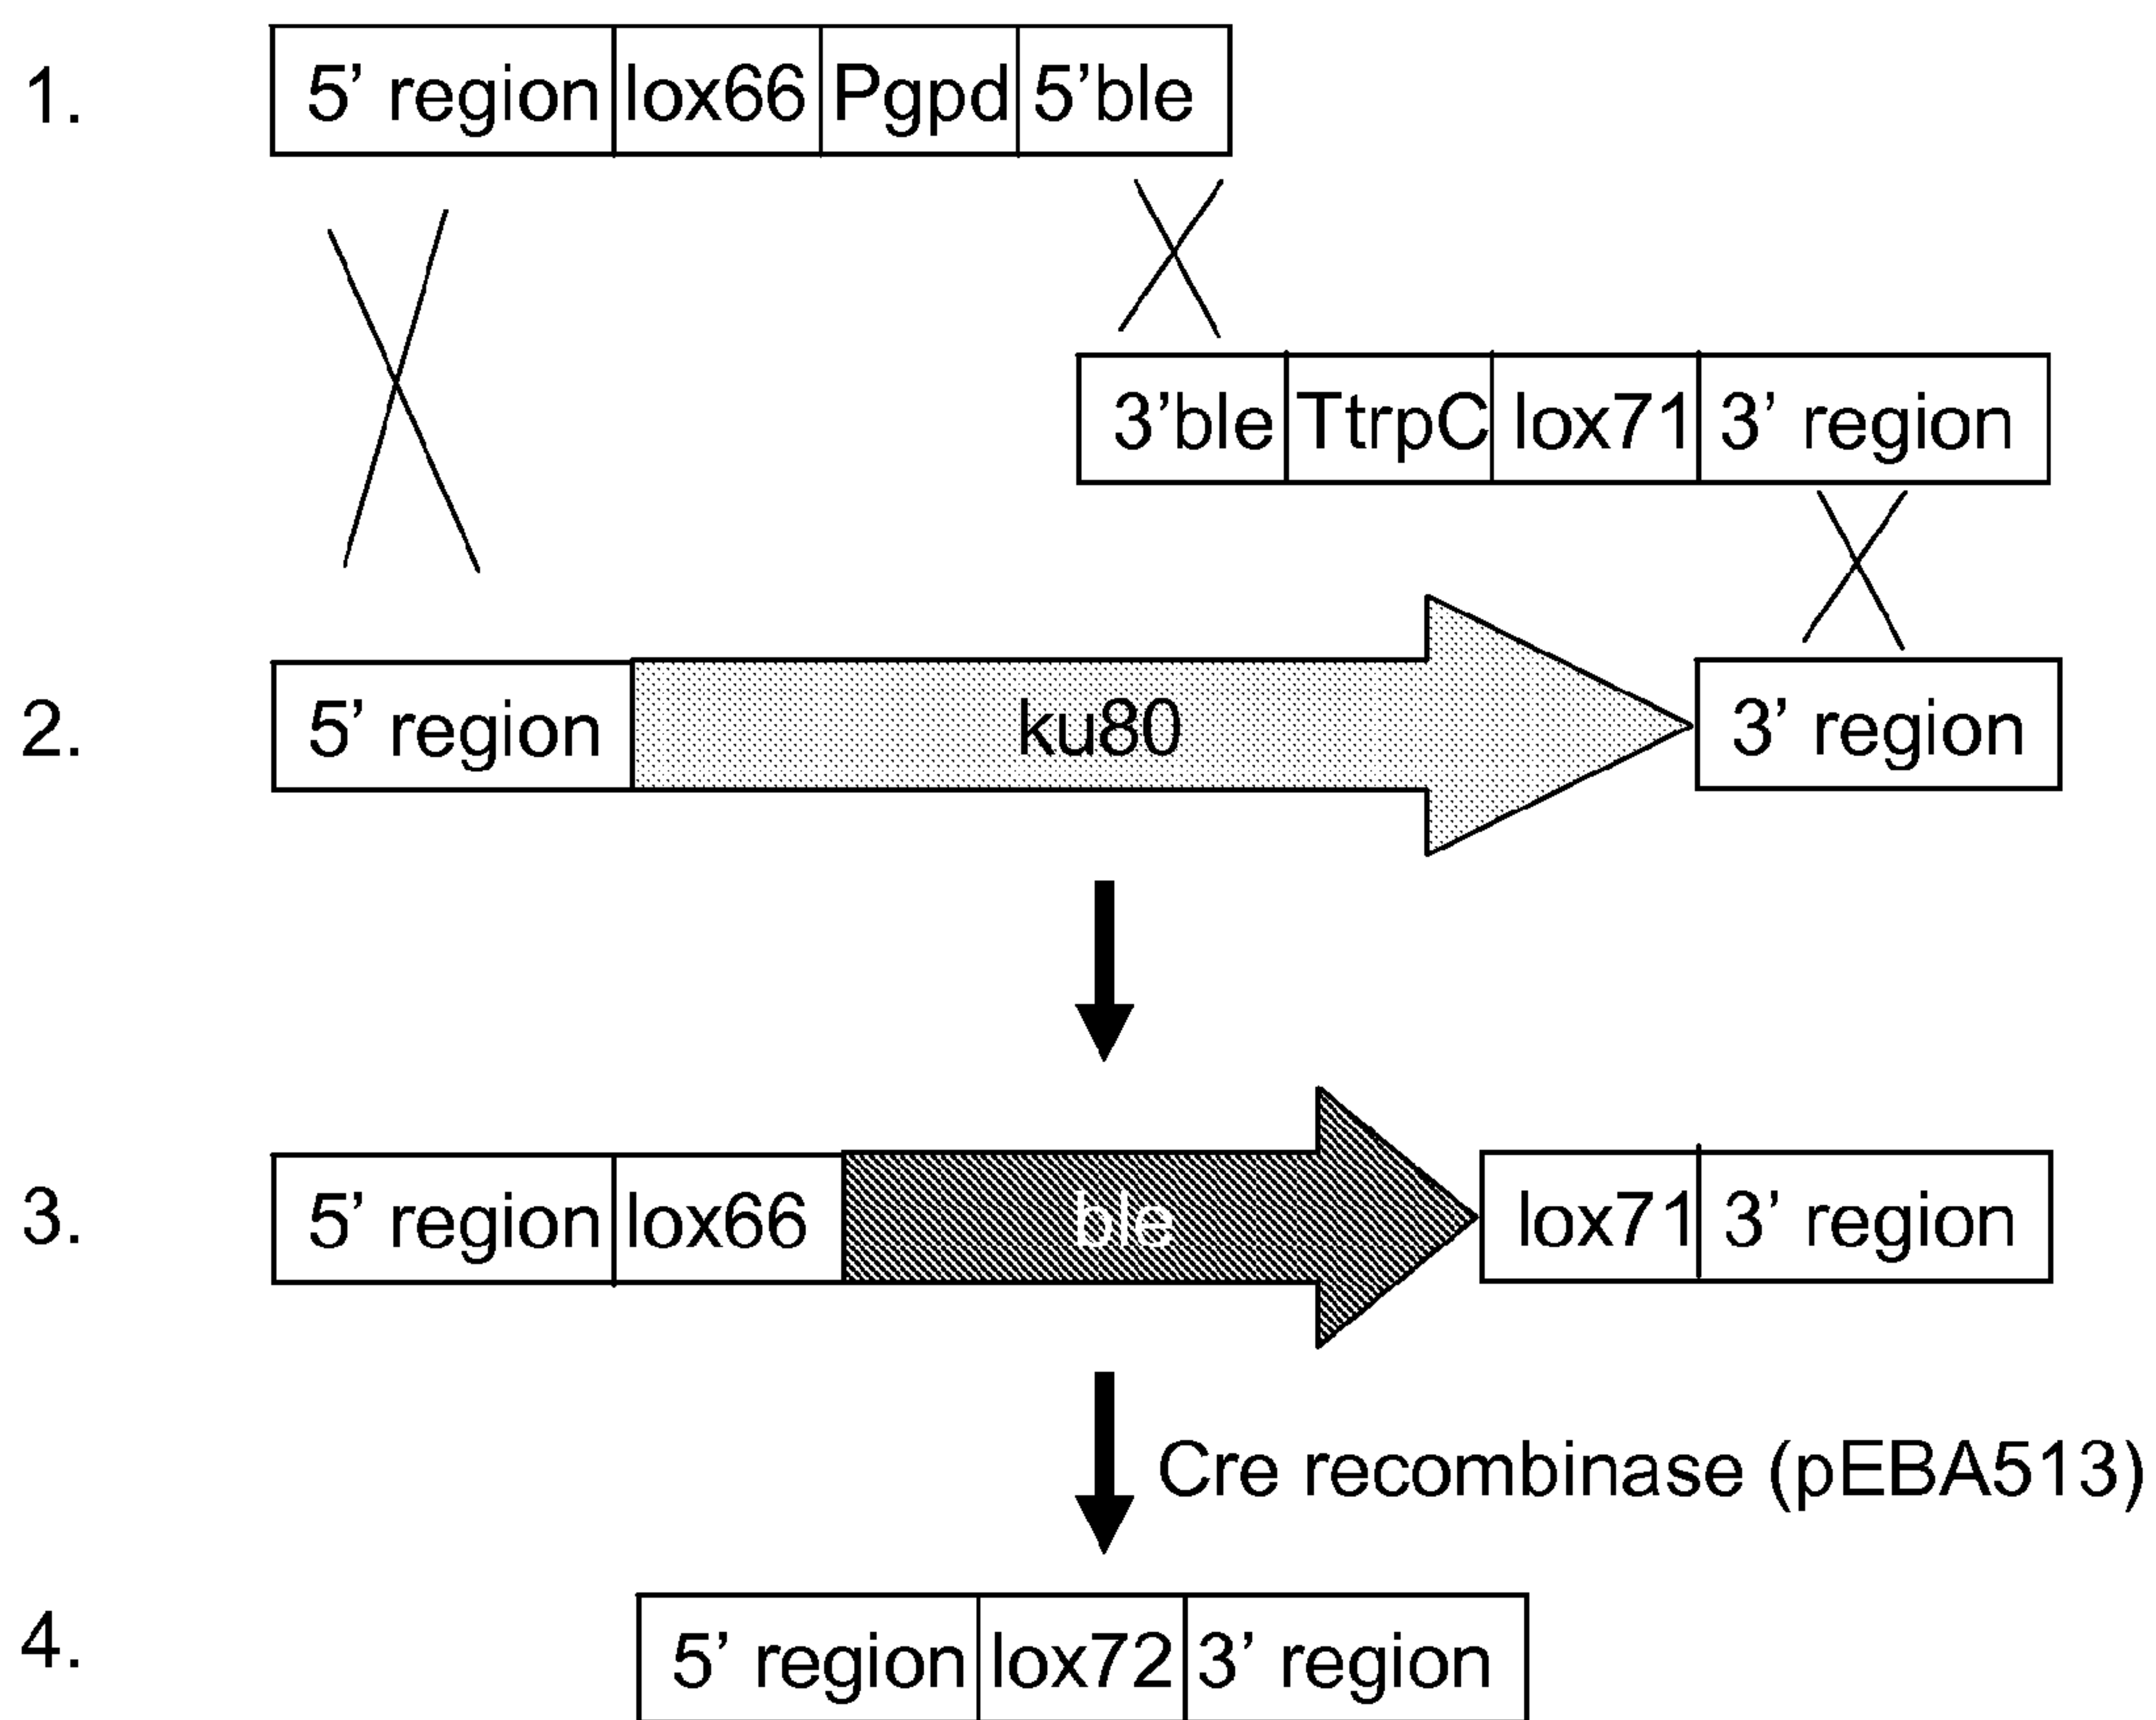 1. 5’ region lox66 Pgpd 5’ble
3’ble TtrpC lox71 3’ region
2. 5’ region ku80 3’ region
3. 5’ region lox66 ble lox71 3’ region
Cre recombinase (pEBA513)
4. 5’ region lox72 3’ region